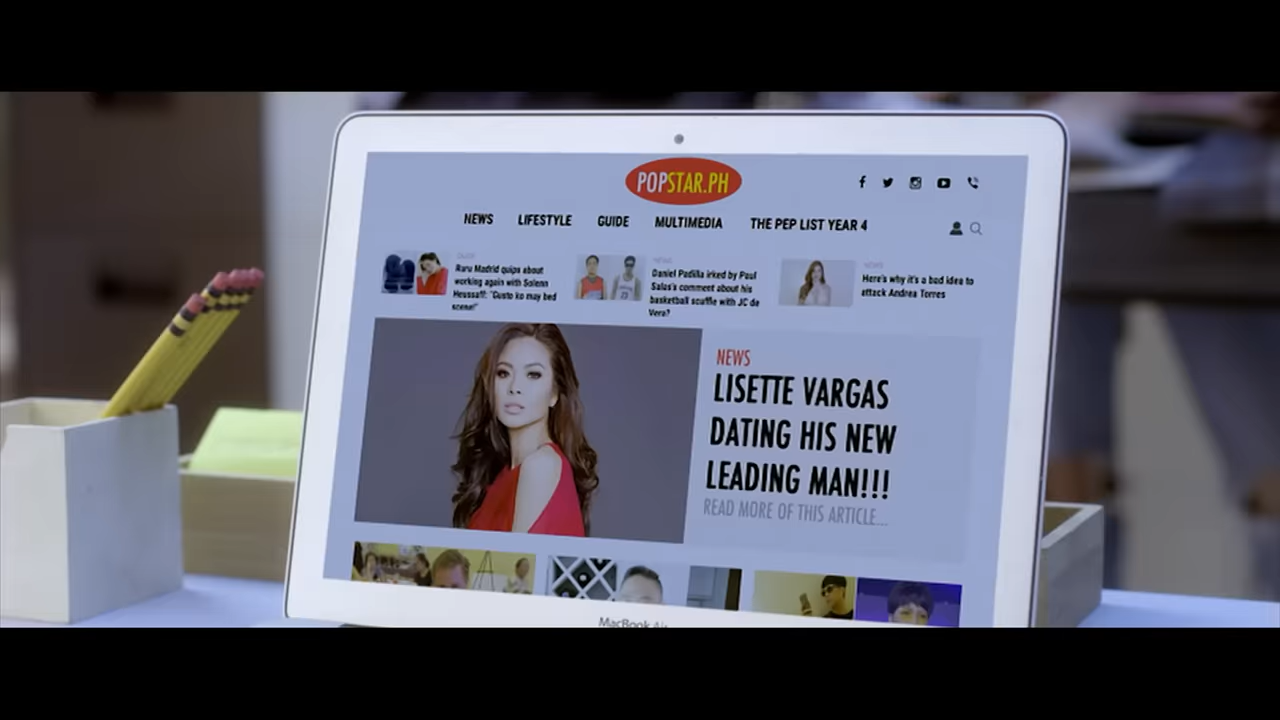 POPSTAR.PH
NEWS LIFESTYLE GUIDE MULTIMEDIA THE PEP LIST YEAR 4
Ruru Madrid quips about
working again with Solenn
Heussaff: "Gusto ko may bed
scene!"
NEWS
Daniel Padilla irked by Paul
Salas's comment about his
basketball scuffle with JC de
Vera?
NEWS
Here's why it's a bad idea to
attack Andrea Torres
NEWS
LISETTE VARGAS
DATING HIS NEW
LEADING MAN!!!
READ MORE OF THIS ARTICLE...
MacBook Air